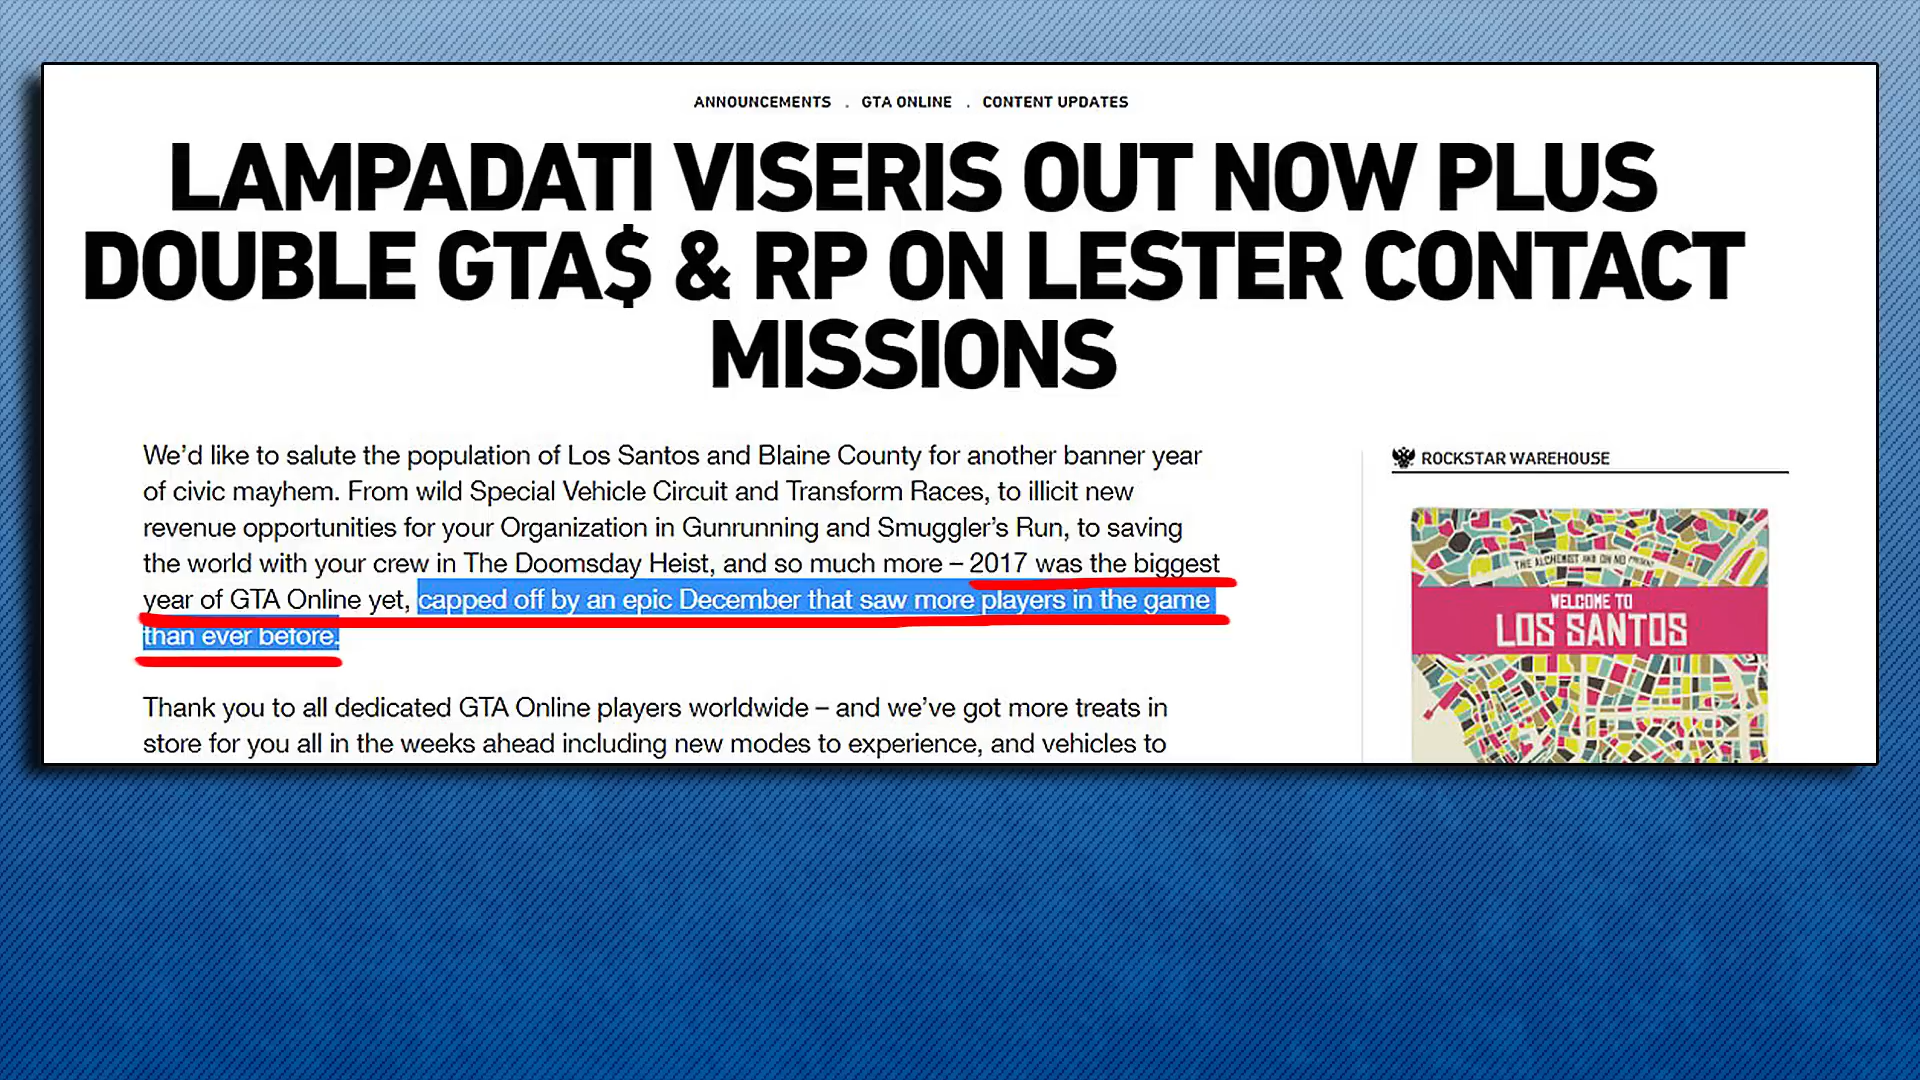 ANNOUNCEMENTS . GTA ONLINE . CONTENT UPDATES
LAMPADATI VISERIS OUT NOW PLUS
DOUBLE GTA$ & RP ON LESTER CONTACT
MISSIONS
We'd like to salute the population of Los Santos and Blaine County for another banner year
of civic mayhem. From wild Special Vehicle Circuit and Transform Races, to illicit new
revenue opportunities for your Organization in Gunrunning and Smuggler's Run, to saving
the world with your crew in The Doomsday Heist, and so much more – 2017 was the biggest
year of GTA Online yet, capped off by an epic December that saw more players in the game
than ever before.
Thank you to all dedicated GTA Online players worldwide – and we've got more treats in
store for you all in the weeks ahead including new modes to experience, and vehicles to
ROCKSTAR WAREHOUSE
THE ALCHEMIST AND OH NO
WELCOME TO
LOS SANTOS